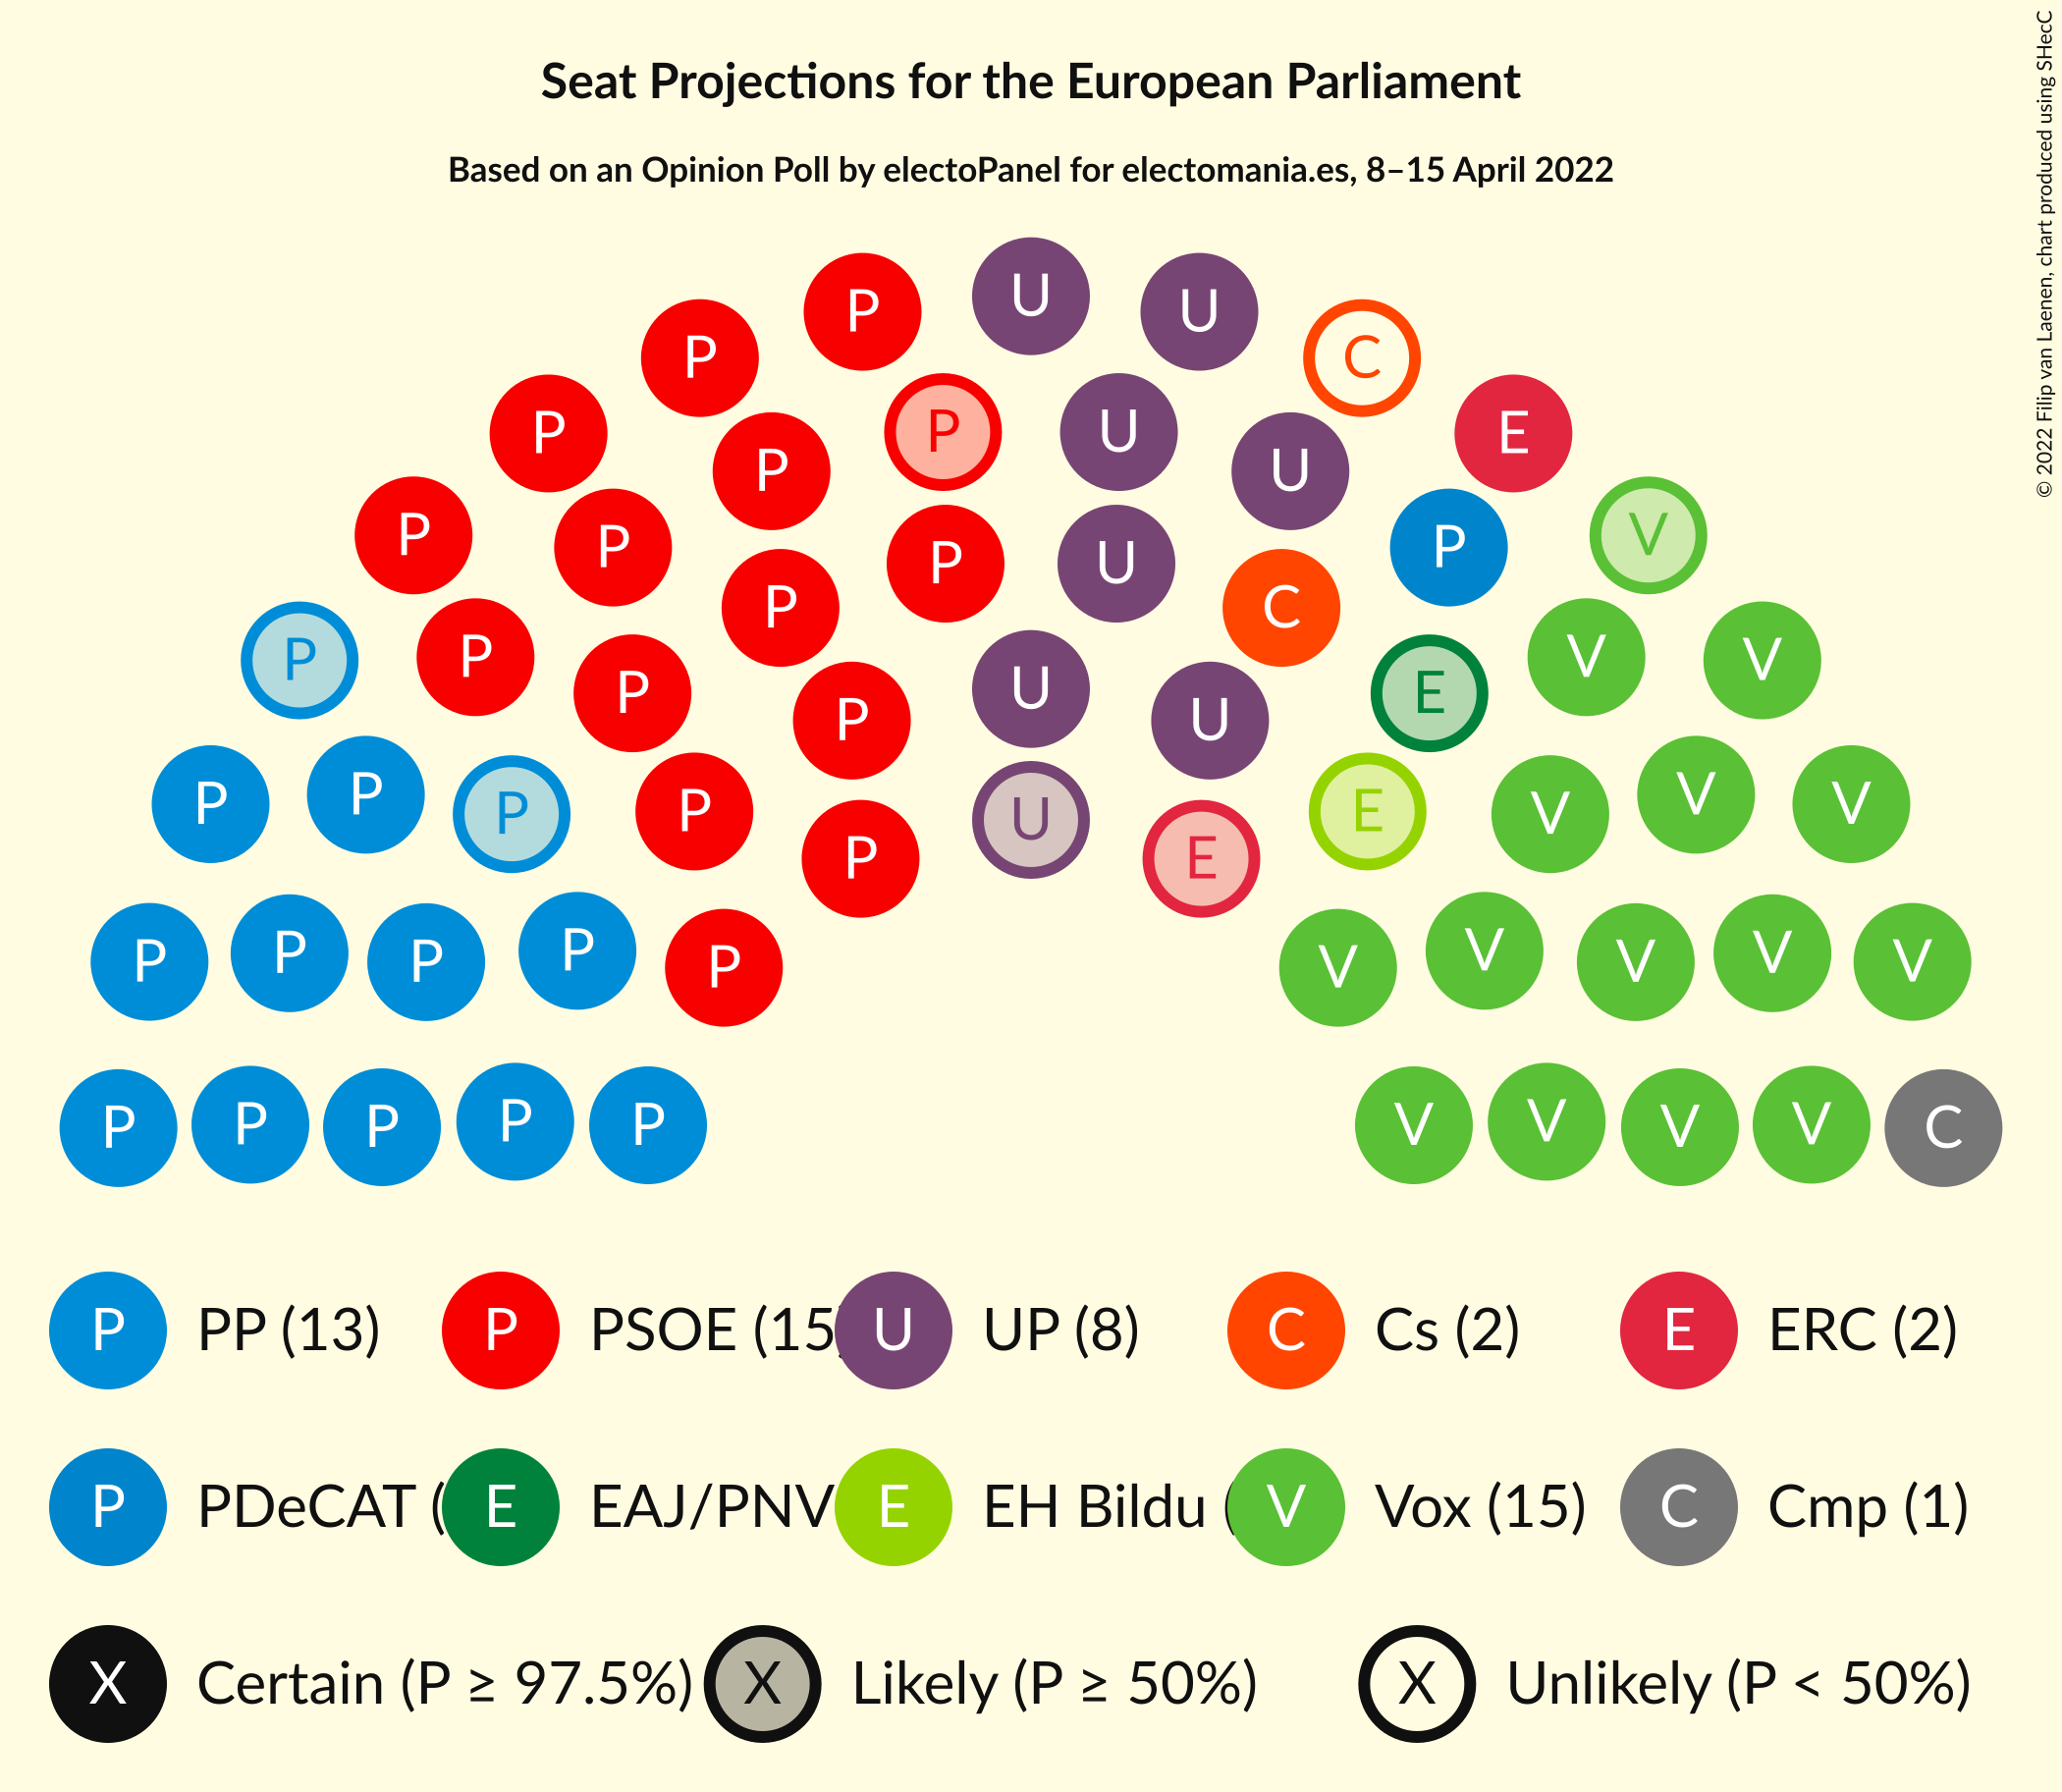 Seat Projections for the European Parliament
Based on an Opinion Poll by electoPanel for electomania.es, 8–15 April 2022
© 2022 Filip van Laenen, chart produced using SHecC
U
P U
P C
P P U E
P P U
P P U P V
P P U C
P P V V
P U E
P P U V
P P P P U E V V
P E V
P P P P P V V V V V
P P P P P V V V V C
P PP (13) P PSOE (15 U UP (8) C Cs (2) E ERC (2)
P PDeCAT ( E EAJ/PNV E EH Bildu ( V Vox (15) C Cmp (1)
X Certain (P ≥ 97.5%) X Likely (P ≥ 50%) X Unlikely (P < 50%)